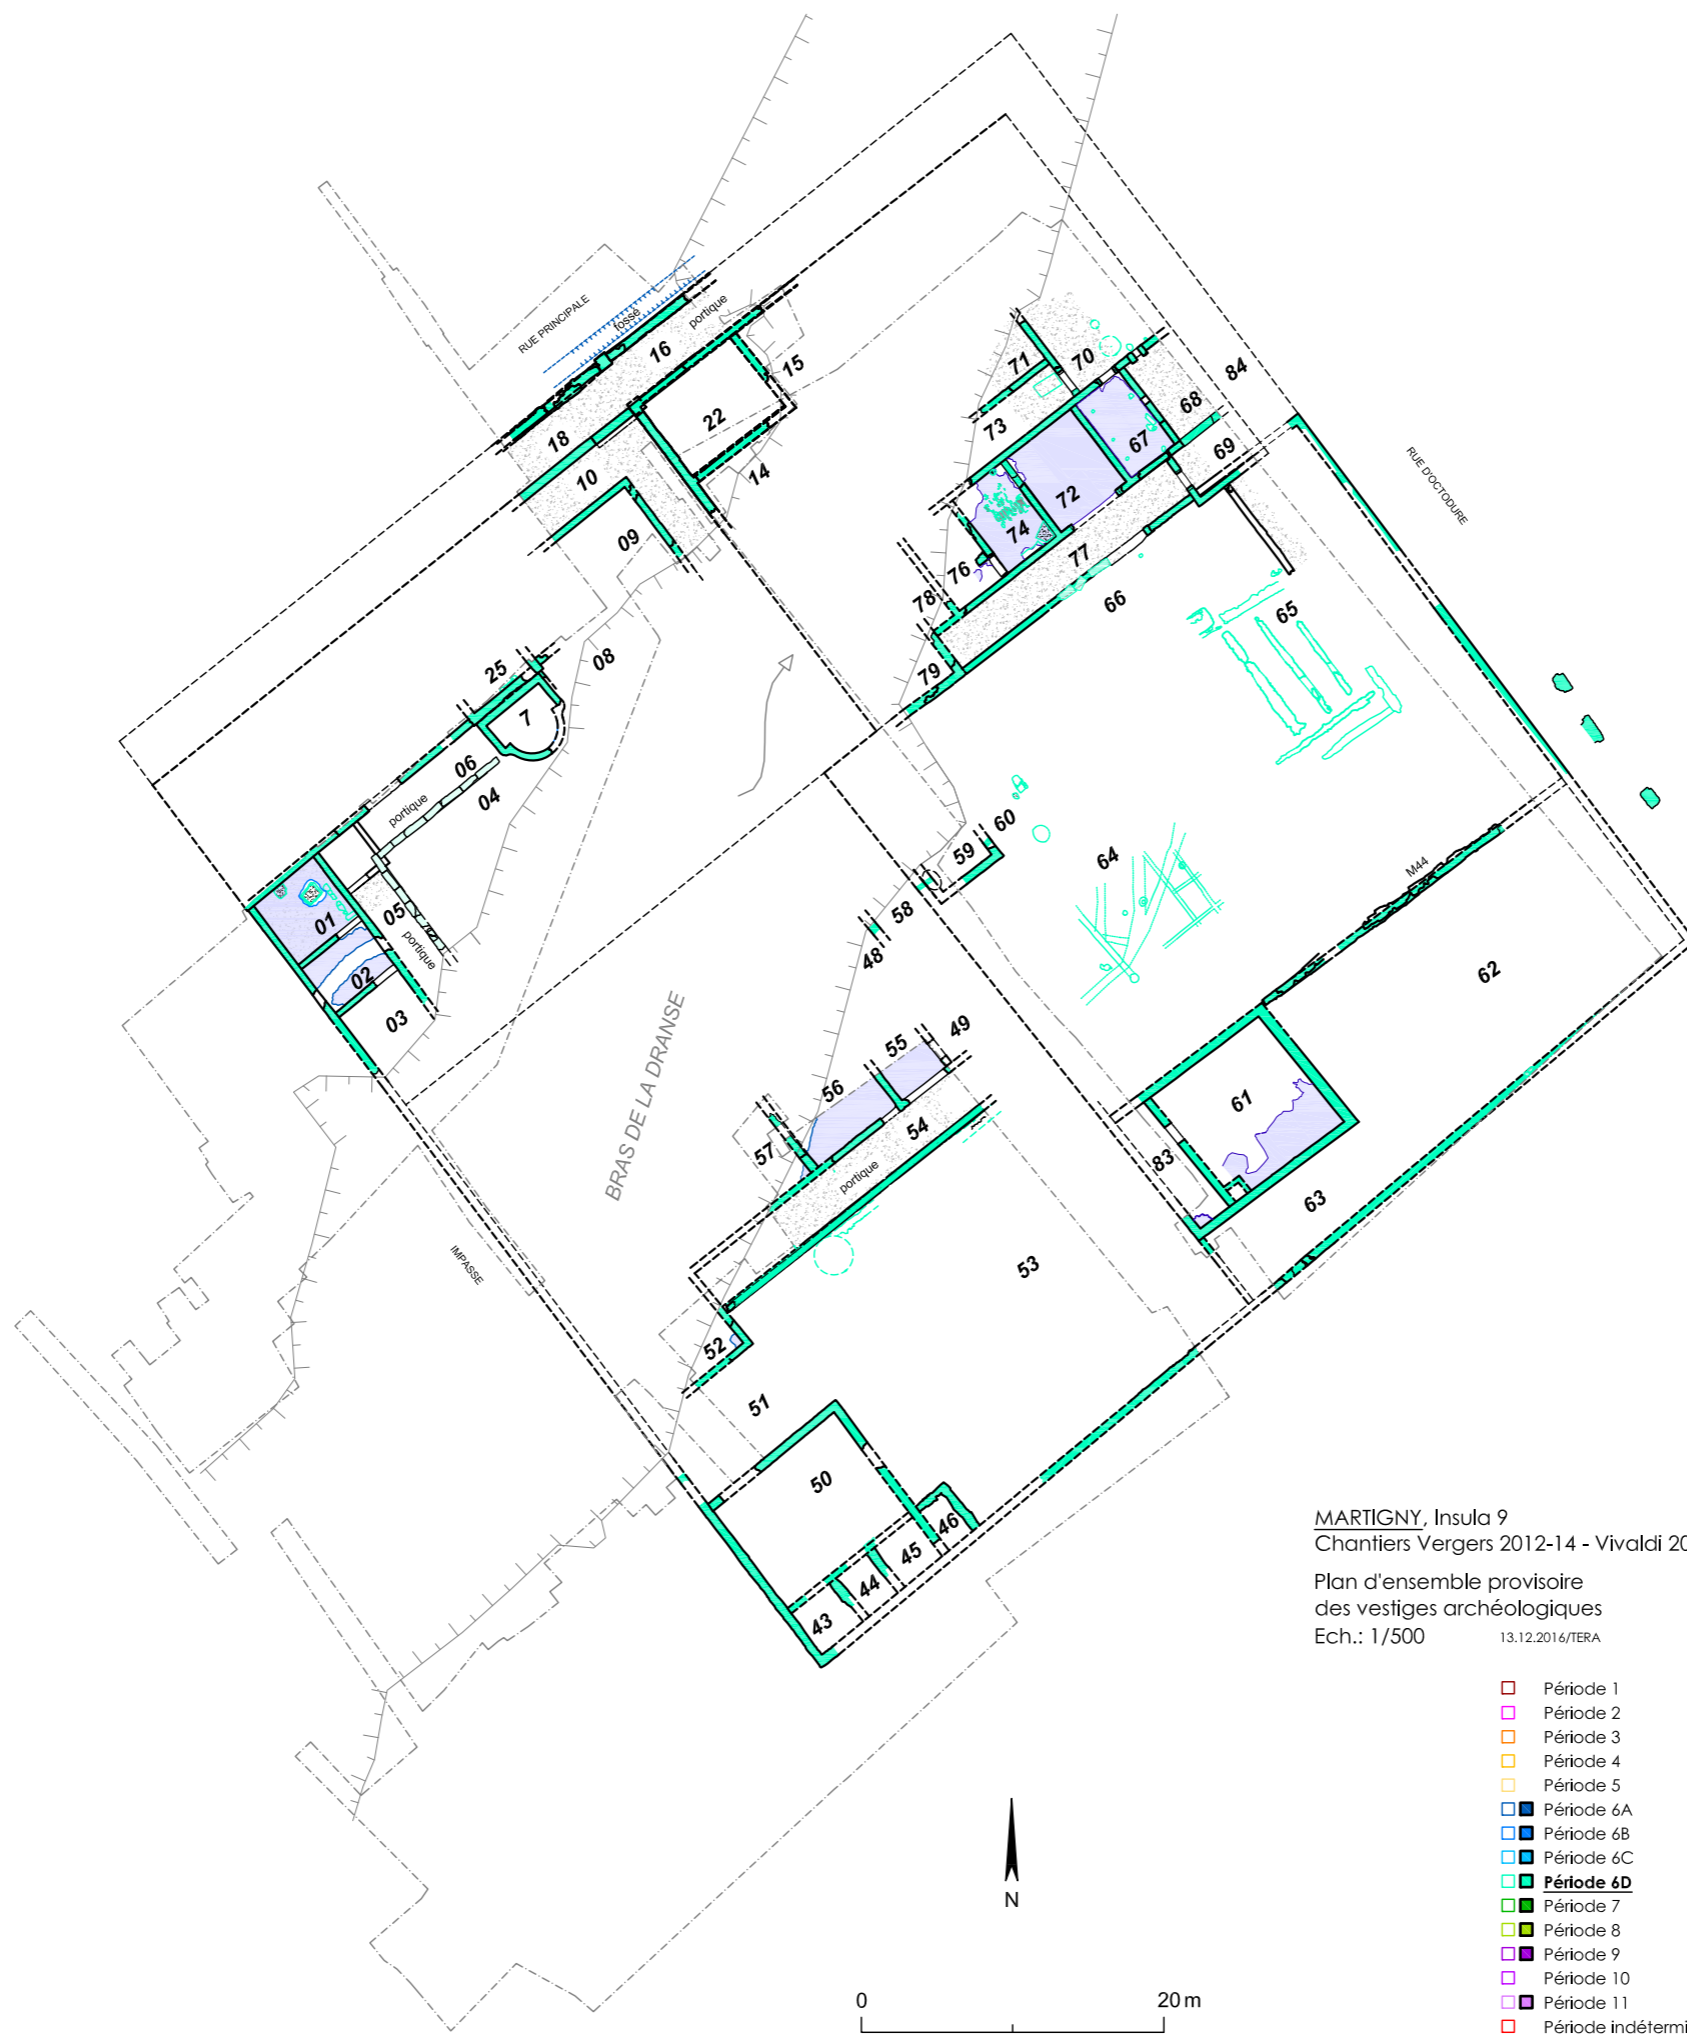 RUE PRINCIPALE
fossé
portique
16
15
18
22
10
14
09
71
70
84
68
73
67
69
72
RUE D'OCTODURE
74
77
76
66
78
65
79
25
08
7
06
portique
04
60
59
64
M44
01
05
portique
58
02
48
62
03
BRAS DE LA DRANSE
49
55
56
61
54
57
portique
83
63
IMPASSE
53
52
51
50
46
45
44
43
MARTIGNY, Insula 9
Chantiers Vergers 2012-14 - Vivaldi
Plan d'ensemble provisoire
des vestiges archéologiques
Ech.: 1/500 13.12.2016/TERA
Période 1
Période 2
Période 3
Période 4
Période 5
Période 6A
Période 6B
Période 6C
Période 6D
Période 7
Période 8
Période 9
Période 10
Période 11
Période
N
0 20 m